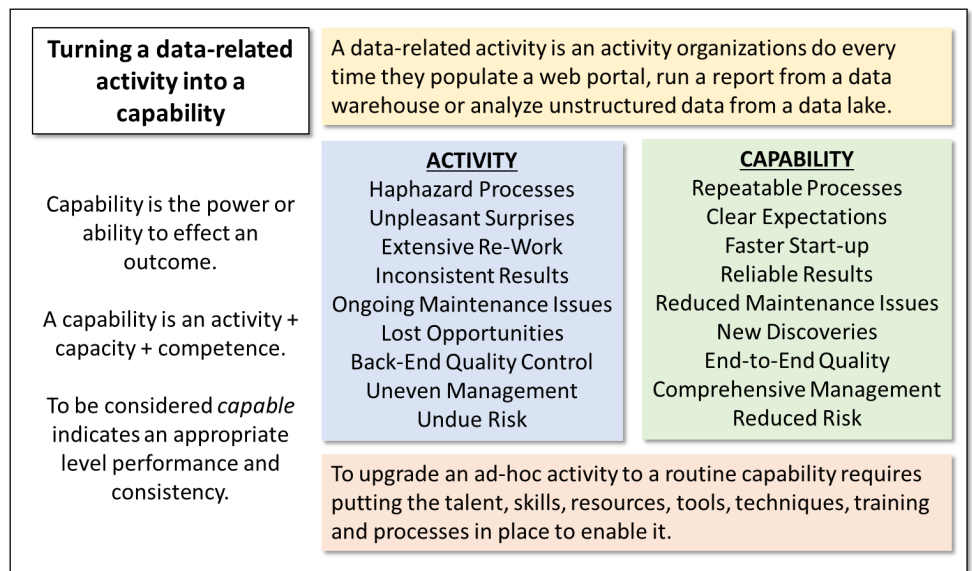 Turning a data-related
activity into a
capability
Capability is the power or
ability to effect an
outcome.
A capability is an activity +
capacity + competence.
To be considered capable
indicates an appropriate
level performance and
consistency.
A data-related activity is an activity organizations do every
time they populate a web portal, run a report from a data
warehouse or analyze unstructured data from a data lake.
ACTIVITY
Haphazard Processes
Unpleasant Surprises
Extensive Re-Work
Inconsistent Results
Ongoing Maintenance Issues
Lost Opportunities
Back-End Quality Control
Uneven Management
Undue Risk
CAPABILITY
Repeatable Processes
Clear Expectations
Faster Start-up
Reliable Results
Reduced Maintenance Issues
New Discoveries
End-to-End Quality
Comprehensive Management
Reduced Risk
To upgrade an ad-hoc activity to a routine capability requires
putting the talent, skills, resources, tools, techniques, training
and processes in place to enable it.